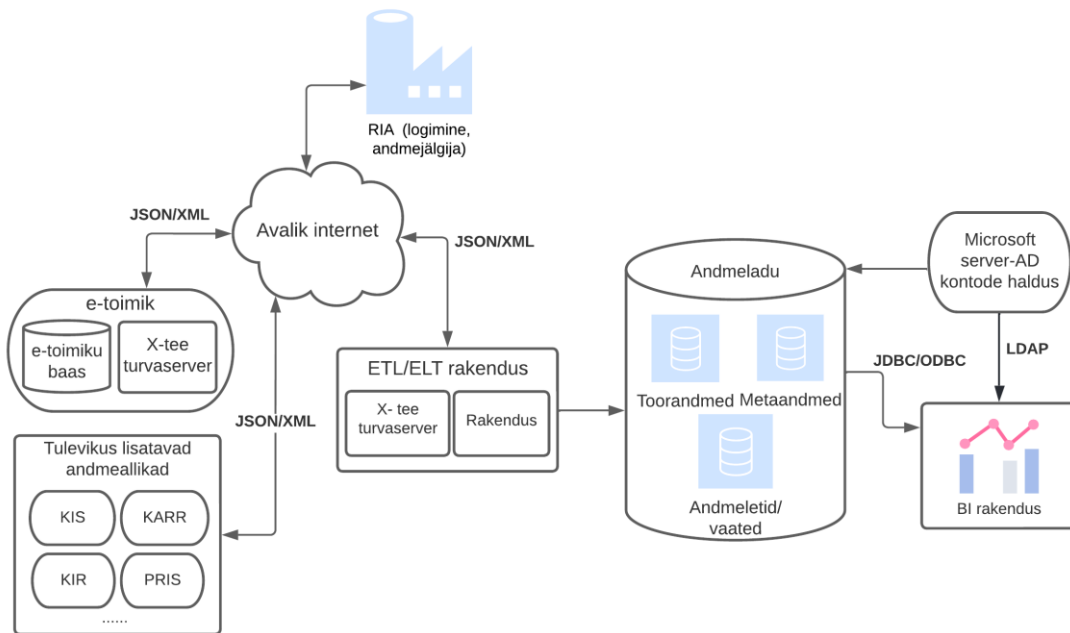 RIA (logimine,
andmejälgija)
Avalik internet
JSON/XML
JSON/XML
e-toimik
e-toimiku
baas
X-tee
turvaserver
JSON/XML
Tulevikus lisatavad
andmeallikad
KIS
KARR
KIR
PRIS
......
ETL/ELT rakendus
X- tee
turvaserver
Rakendus
Andmeladu
Toorandmed
Metaandmed
Andmeletid/
vaated
Microsoft
server-AD
kontode haldus
JDBC/ODBC
LDAP
BI rakendus